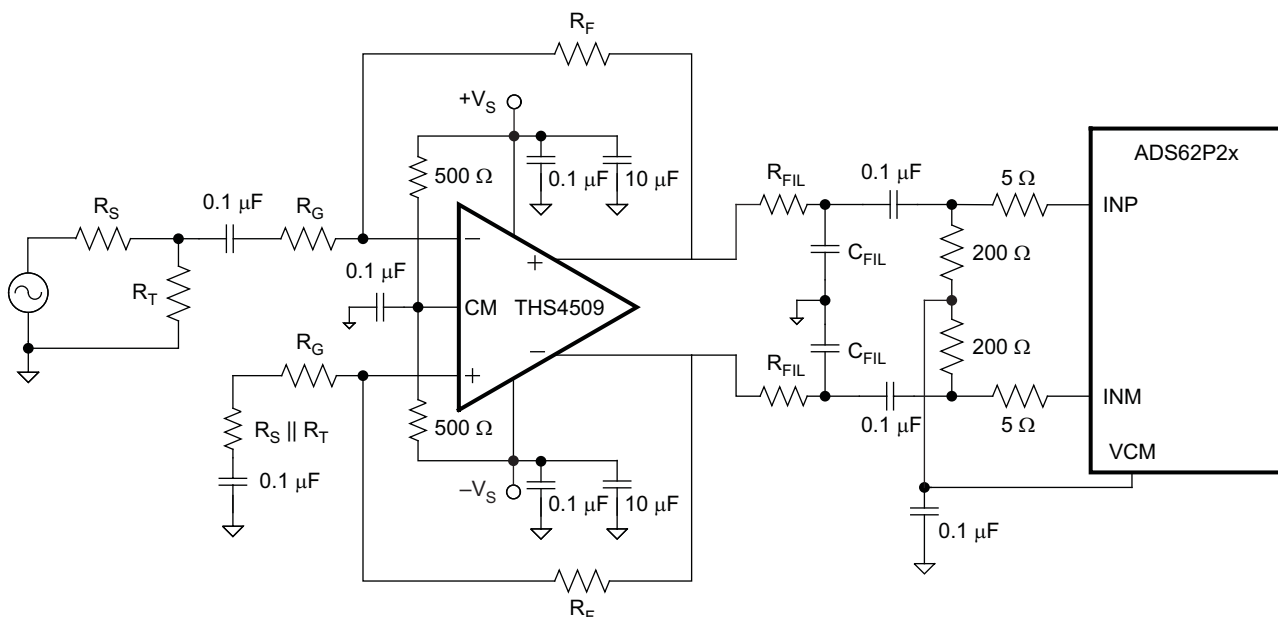 R_F
+V_S
ADS62P2x
500 Ω
0.1 μF
10 μF
R_FIL
0.1 μF
5 Ω
R_S
0.1 μF
R_G
INP
−
200 Ω
R_T
0.1 μF
+
C_FIL
CM
THS4509
−
C_FIL
200 Ω
R_G
R_FIL
+
INM
R_S || R_T
500 Ω
0.1 μF
5 Ω
VCM
0.1 μF
−V_S
0.1 μF
10 μF
0.1 μF
R_F